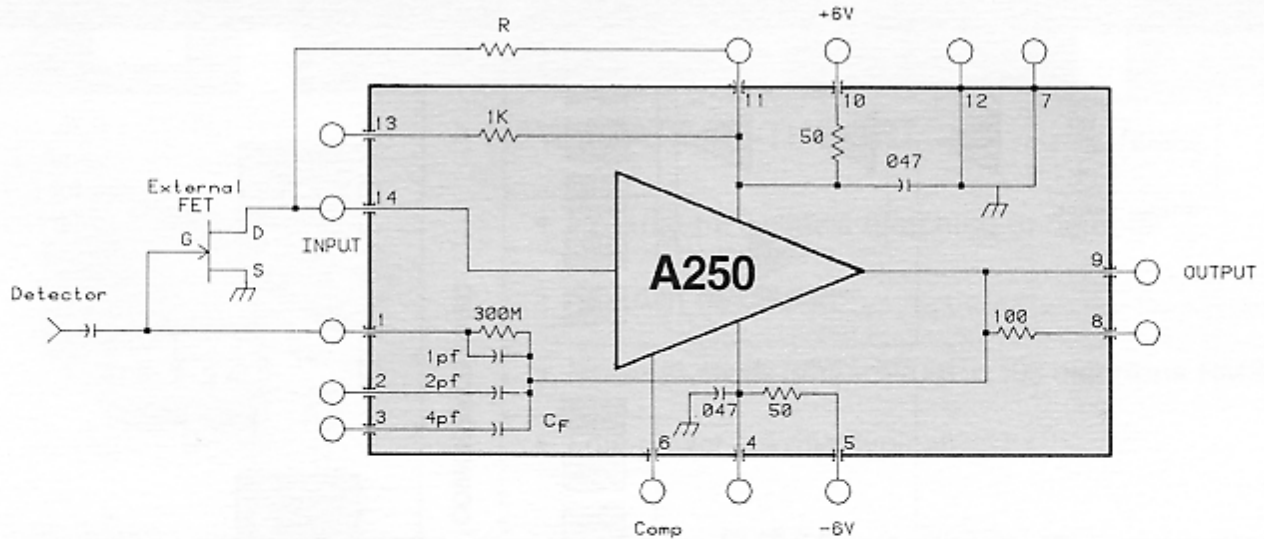 R
+6V
11
10
12
7
13
1K
50
047
External
FET
14
D
G
S
INPUT
A250
9
OUTPUT
Detector
1
300M
100
8
1pf
2pf
2
4pf
3
CF
047
50
6
4
5
Comp
-6V